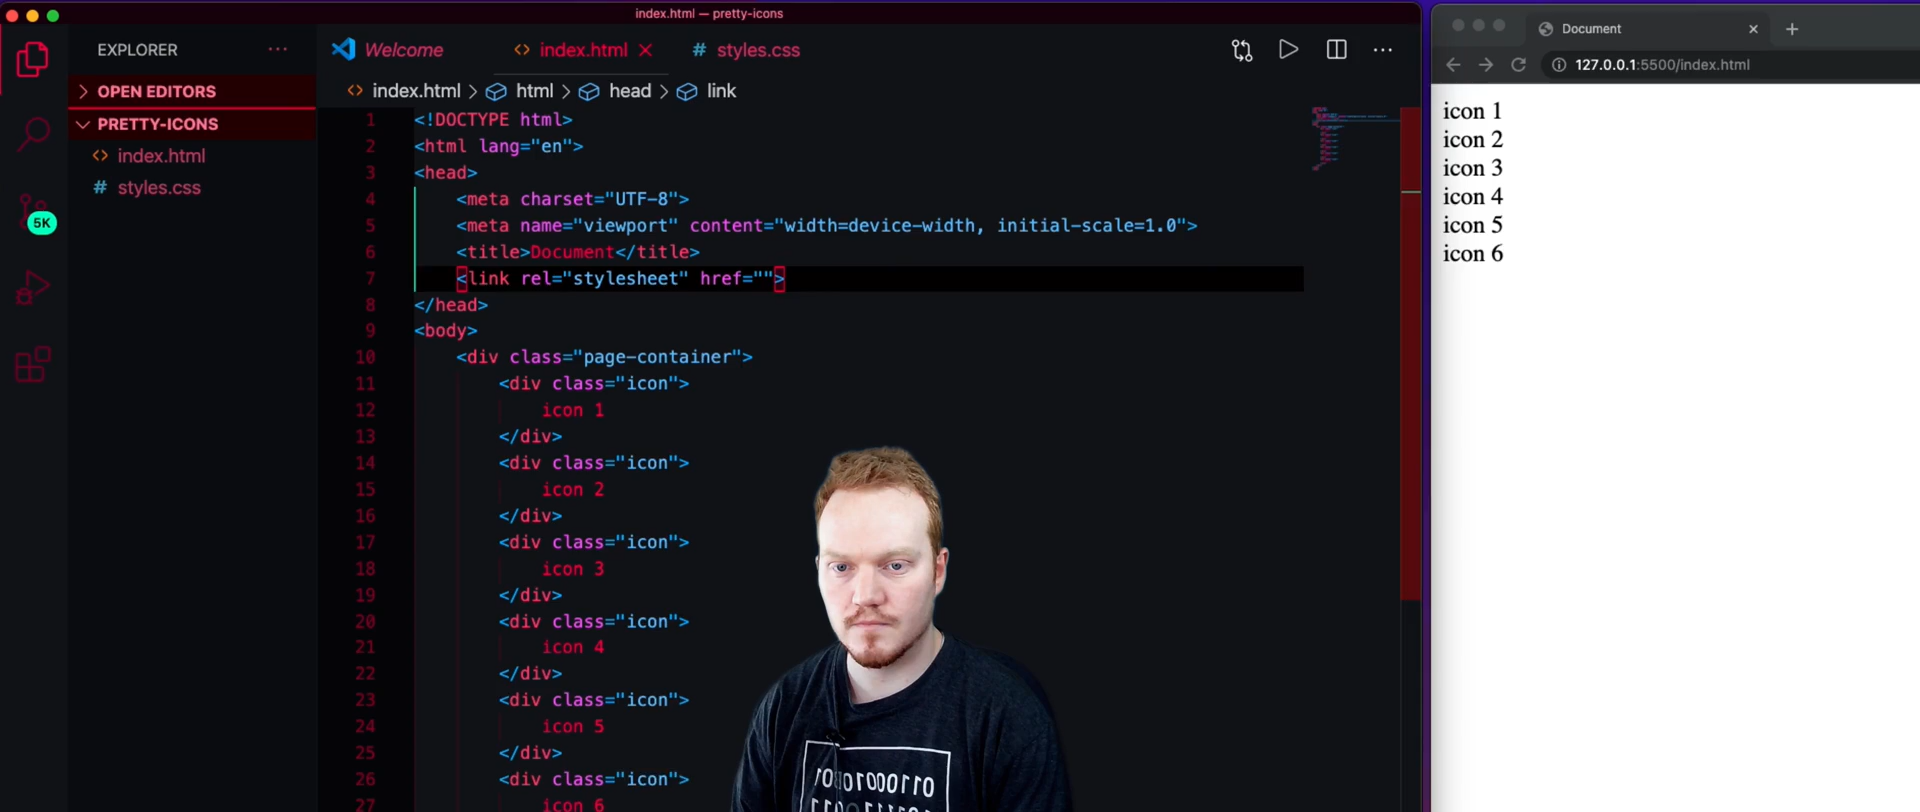 index.html — pretty-icons
EXPLORER
OPEN EDITORS
PRETTY-ICONS
index.html
styles.css
5K
Welcome
index.html
styles.css
index.html > html > head > link
1 <!DOCTYPE html>
2 <html lang="en">
3 <head>
4 <meta charset="UTF-8">
5 <meta name="viewport" content="width=device-width, initial-scale=1.0">
6 <title>Document</title>
7 <link rel="stylesheet" href="">
8 </head>
9 <body>
10 <div class="page-container">
11 <div class="icon">
12 icon 1
13 </div>
14 <div class="icon">
15 icon 2
16 </div>
17 <div class="icon">
18 icon 3
19 </div>
20 <div class="icon">
21 icon 4
22 </div>
23 <div class="icon">
24 icon 5
25 </div>
26 <div class="icon">
27 icon 6
Document
127.0.0.1:5500/index.html
icon 1
icon 2
icon 3
icon 4
icon 5
icon 6